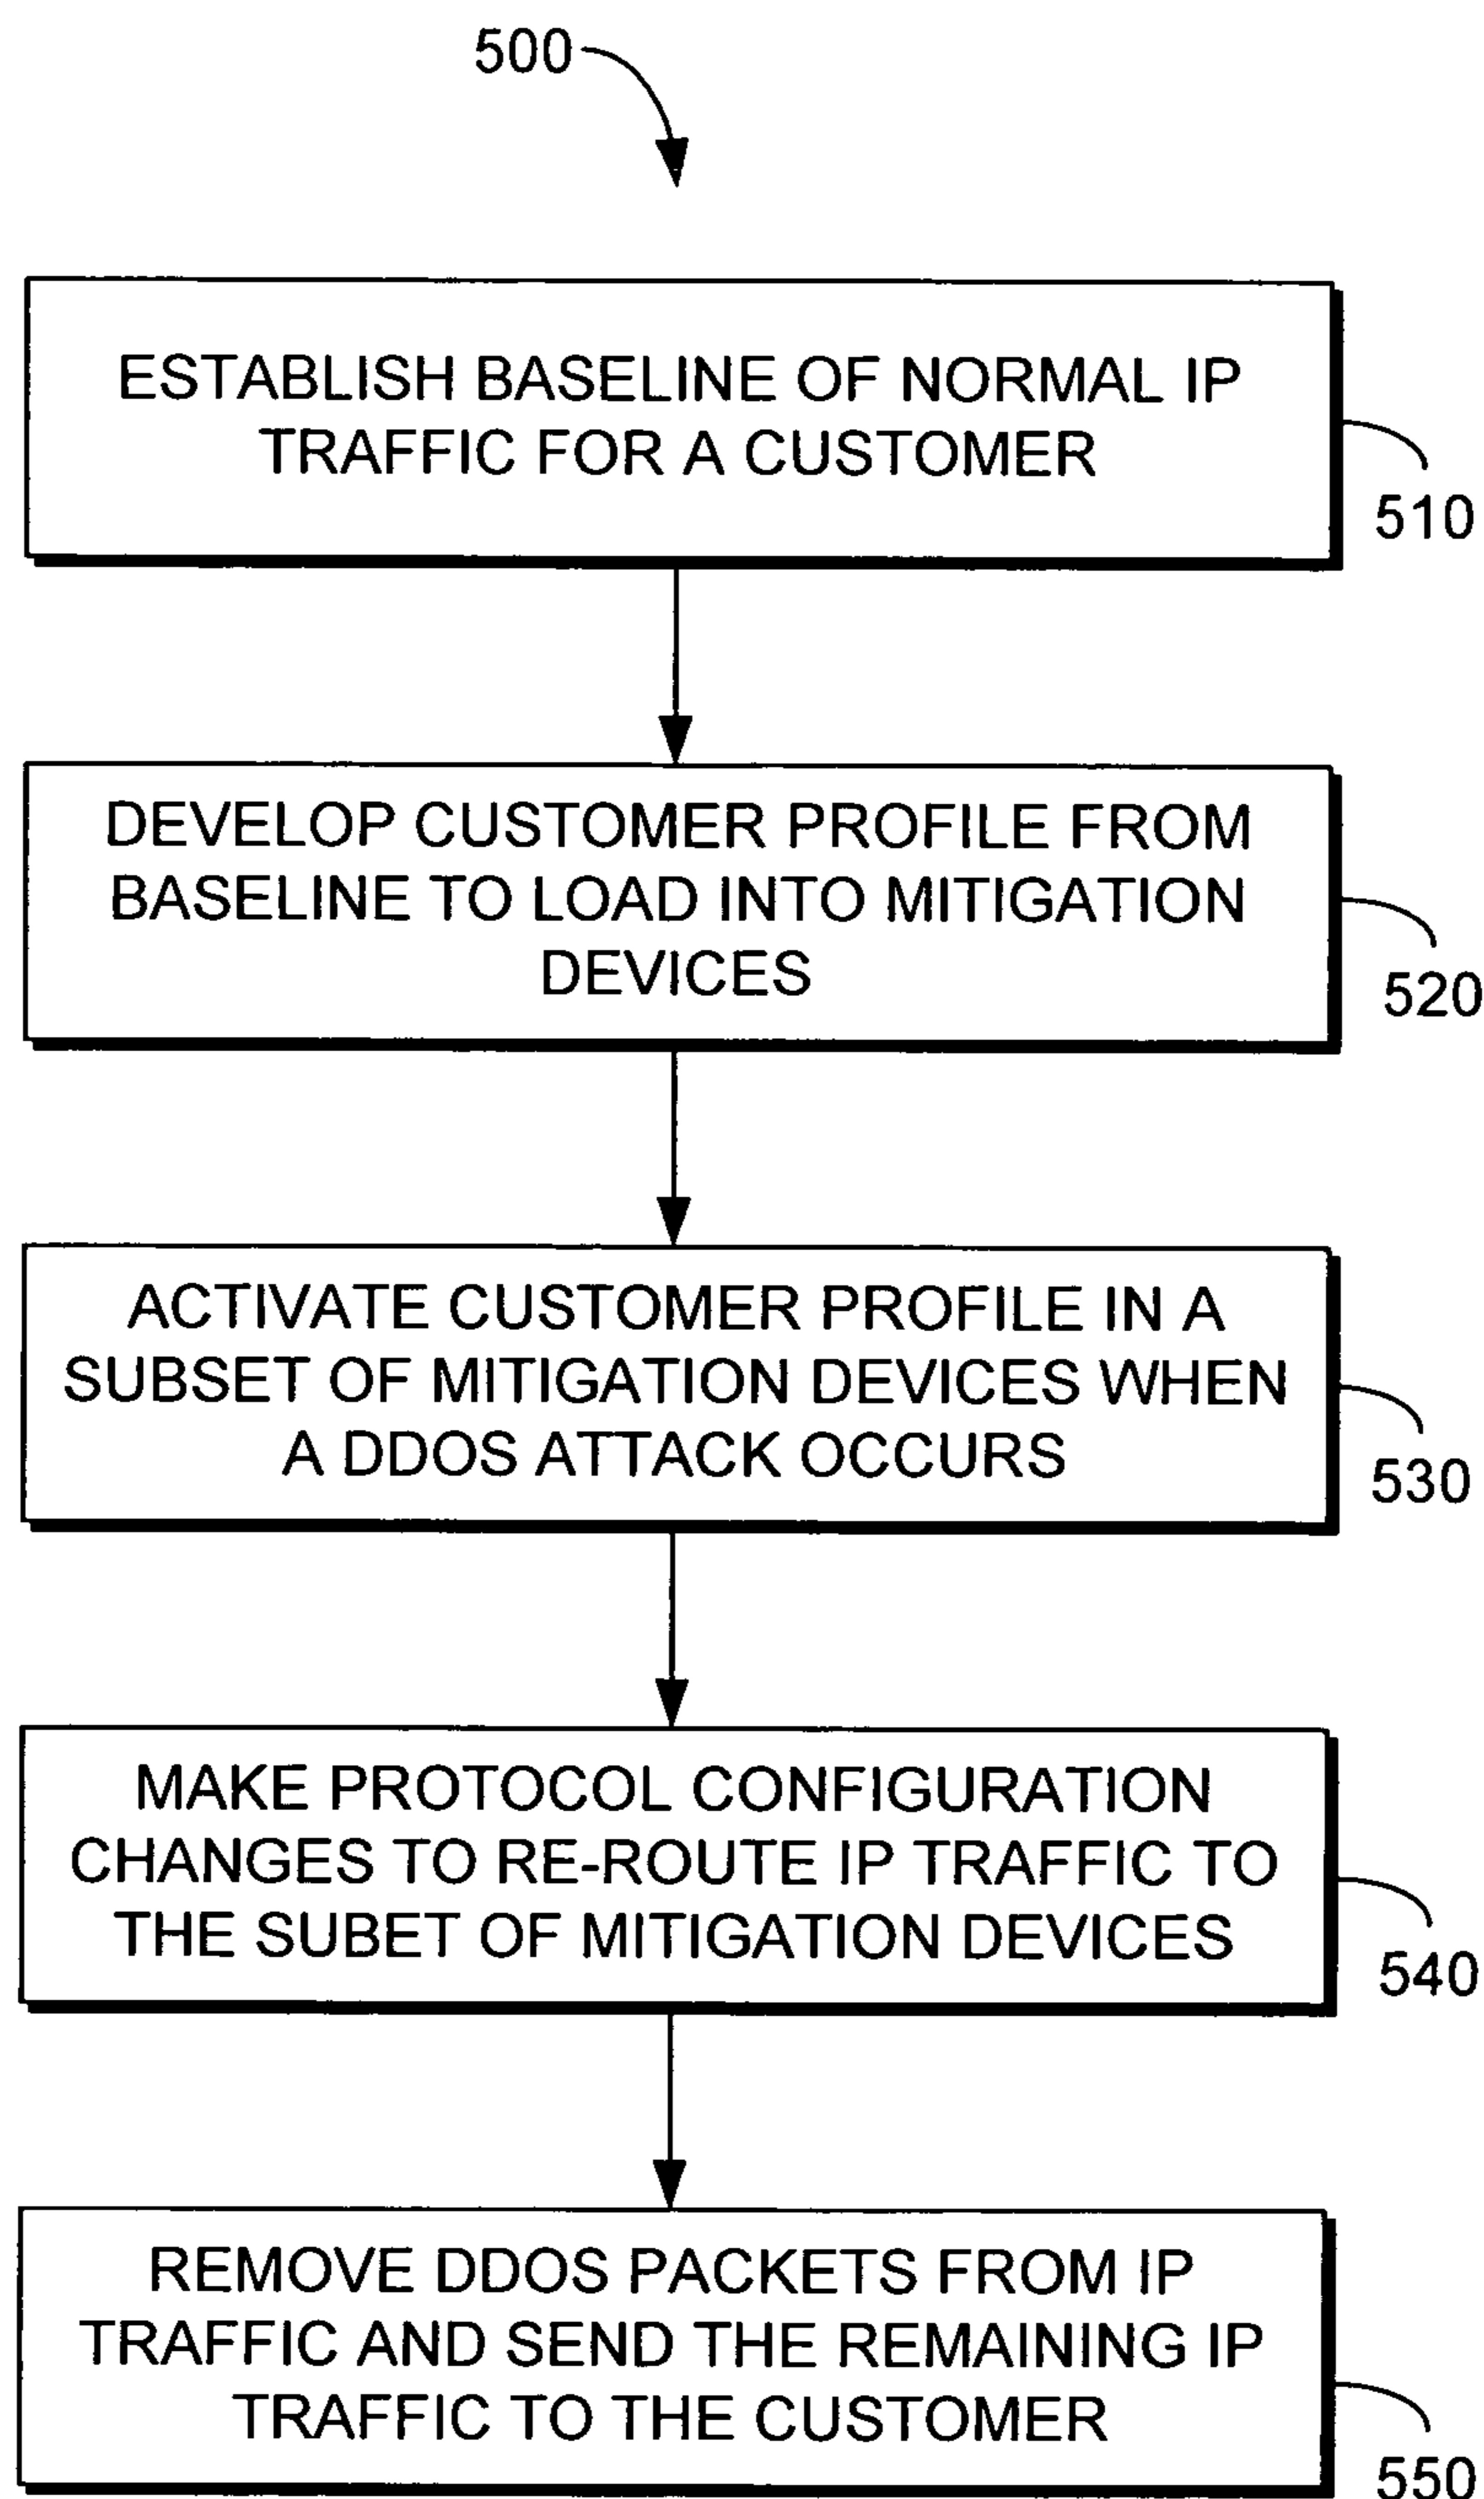 500
ESTABLISH BASELINE OF NORMAL IP
TRAFFIC FOR A CUSTOMER
510
DEVELOP CUSTOMER PROFILE FROM
BASELINE TO LOAD INTO MITIGATION
DEVICES
520
ACTIVATE CUSTOMER PROFILE IN A
SUBSET OF MITIGATION DEVICES WHEN
A DDOS ATTACK OCCURS
530
MAKE PROTOCOL CONFIGURATION
CHANGES TO RE-ROUTE IP TRAFFIC TO
THE SUBET OF MITIGATION DEVICES
540
REMOVE DDOS PACKETS FROM IP
TRAFFIC AND SEND THE REMAINING IP
TRAFFIC TO THE CUSTOMER
550